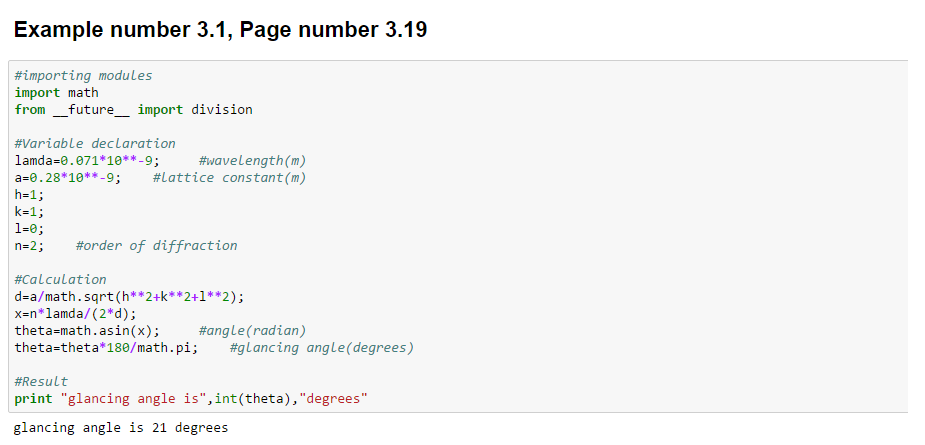 Example number 3.1, Page number 3.19
#importing modules
import math
from __future__ import division
#Variable declaration
lamda=0.071*10**-9;     #wavelength(m)
a=0.28*10**-9;    #lattice constant(m)
h=1;
k=1;
l=0;
n=2;    #order of diffraction
#Calculation
d=a/math.sqrt(h**2+k**2+l**2);
x=n*lamda/(2*d);
theta=math.asin(x);     #angle(radian)
theta=theta*180/math.pi;    #glancing angle(degrees)
#Result
print "glancing angle is",int(theta),"degrees"
glancing angle is 21 degrees